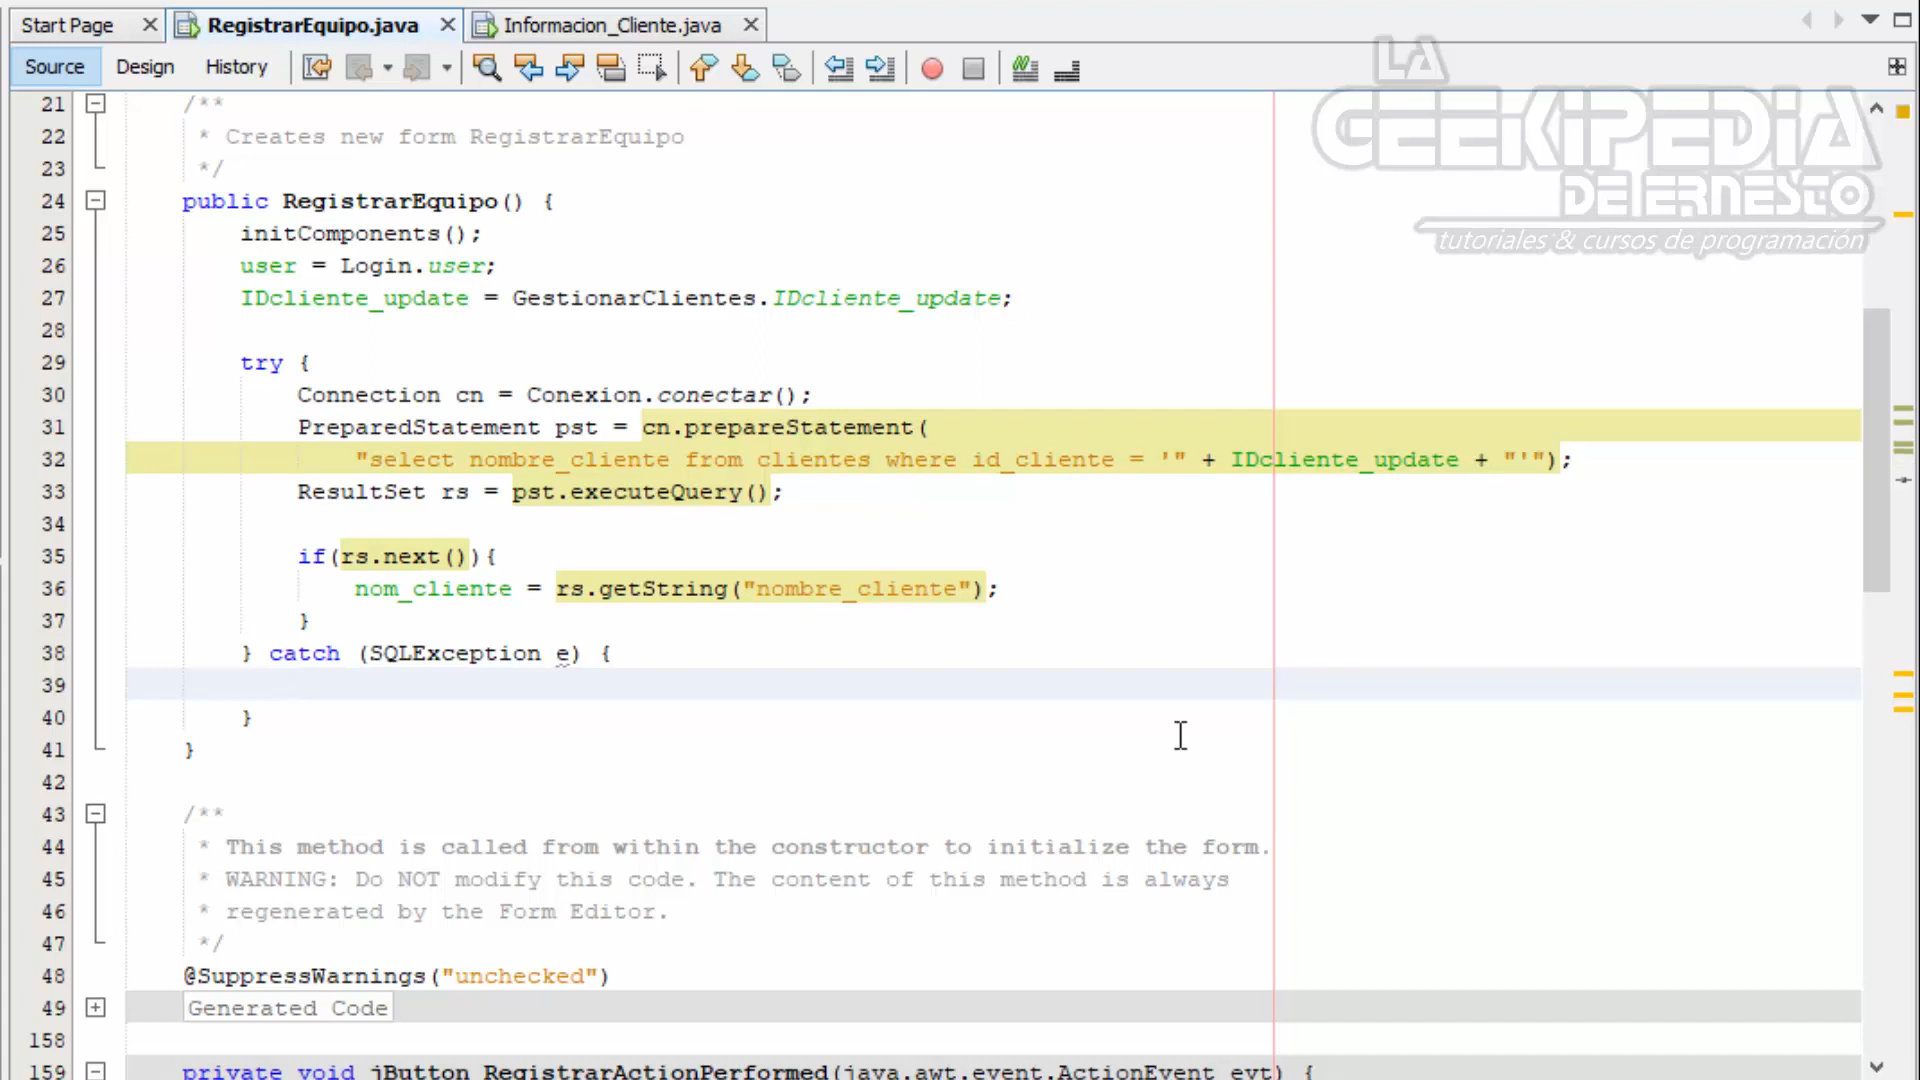 Start Page
RegistrarEquipo.java
Informacion_Cliente.java
Source
Design
History
LA
GEEKIPEDIA
DE ERNESTO
tutoriales & cursos de programación
21 /**
22 * Creates new form RegistrarEquipo
23 */
24 public RegistrarEquipo() {
25 initComponents();
26 user = Login.user;
27 IDcliente_update = GestionarClientes.IDcliente_update;
28
29 try {
30 Connection cn = Conexion.conectar();
31 PreparedStatement pst = cn.prepareStatement(
32 "select nombre_cliente from clientes where id_cliente = '" + IDcliente_update + "'");
33 ResultSet rs = pst.executeQuery();
34
35 if(rs.next()){
36 nom_cliente = rs.getString("nombre_cliente");
37 }
38 } catch (SQLException e) {
39
40 }
41 }
42
43 /**
44 * This method is called from within the constructor to initialize the form.
45 * WARNING: Do NOT modify this code. The content of this method is always
46 * regenerated by the Form Editor.
47 */
48 @SuppressWarnings("unchecked")
49 Generated Code
158
159 private void jButton_RegistrarActionPerformed(java.awt.event.ActionEvent evt) {